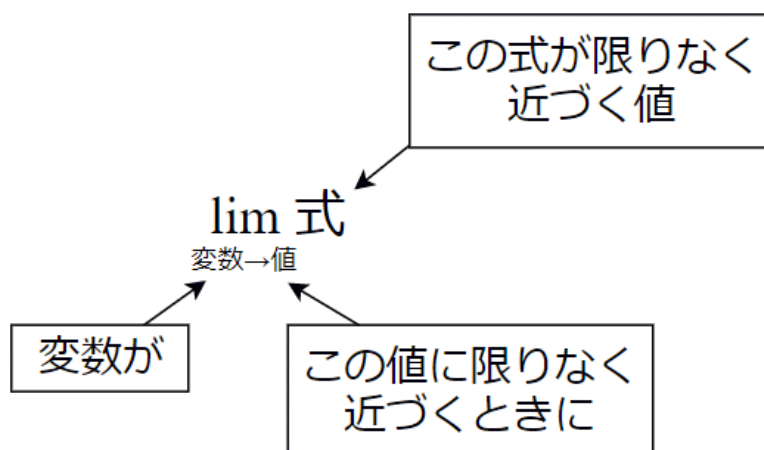 この式が限りなく
近づく値
lim 式
変数→値
変数が
この値に限りなく
近づくときに